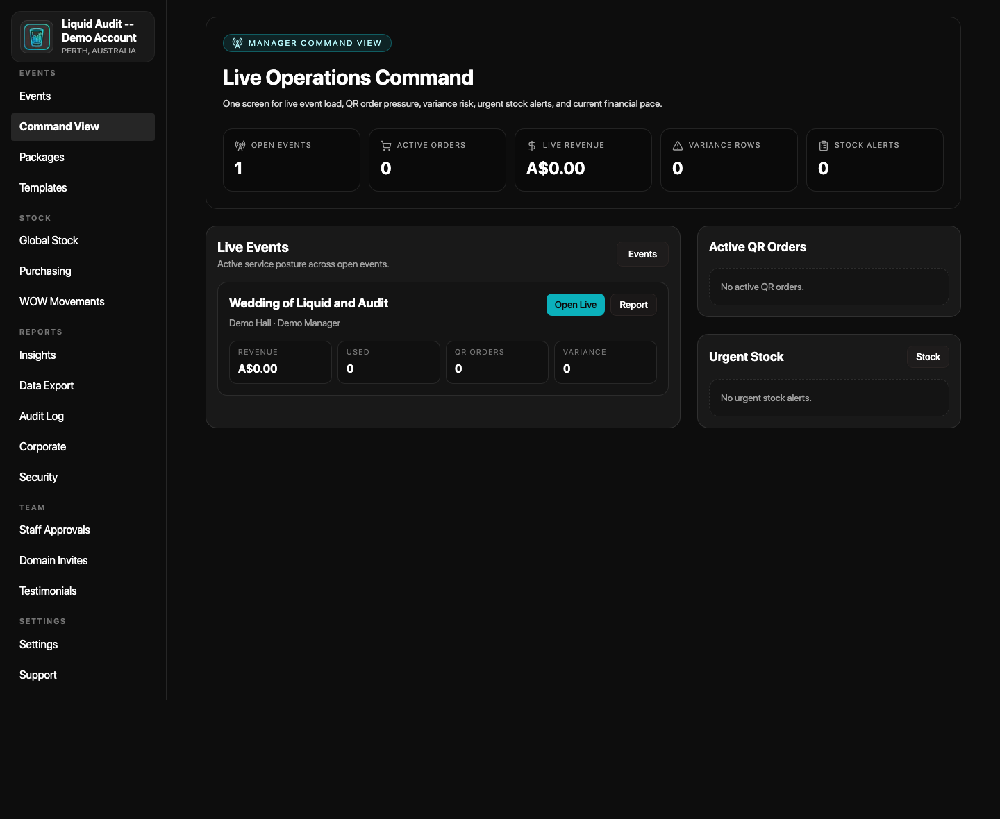 Liquid Audit --
Demo Account
PERTH, AUSTRALIA
EVENTS
Events
Command View
Packages
Templates
STOCK
Global Stock
Purchasing
WOW Movements
REPORTS
Insights
Data Export
Audit Log
Corporate
Security
TEAM
Staff Approvals
Domain Invites
Testimonials
SETTINGS
Settings
Support
MANAGER COMMAND VIEW
Live Operations Command
One screen for live event load, QR order pressure, variance risk, urgent stock alerts, and current financial pace.
OPEN EVENTS
1
ACTIVE ORDERS
0
LIVE REVENUE
A$0.00
VARIANCE ROWS
0
STOCK ALERTS
0
Live Events
Active service posture across open events.
Events
Wedding of Liquid and Audit
Demo Hall · Demo Manager
Open Live
Report
REVENUE
A$0.00
USED
0
QR ORDERS
0
VARIANCE
0
Active QR Orders
No active QR orders.
Urgent Stock
Stock
No urgent stock alerts.